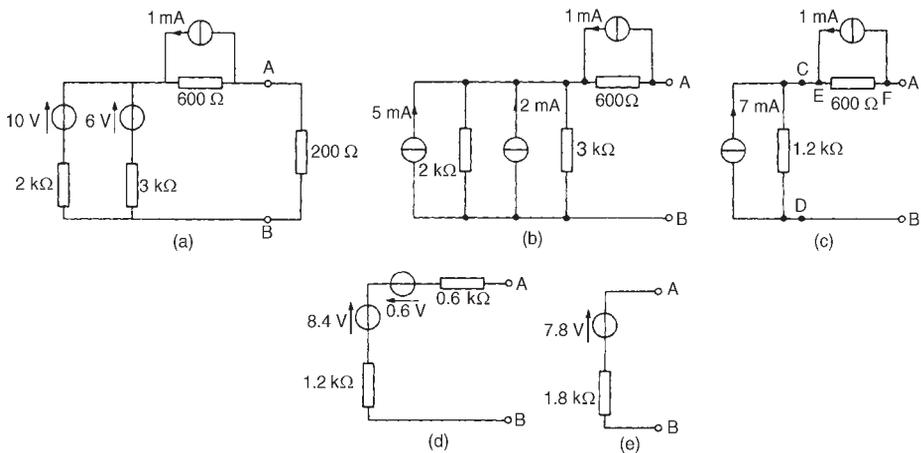 1 mA
A
600 Ω
10 V
6 V
200 Ω
2 kΩ
3 kΩ
B
(a)
1 mA
A
600Ω
5 mA
2 mA
2 kΩ
3 kΩ
B
(b)
1 mA
C
A
E
600 Ω
F
7 mA
1.2 kΩ
D
B
(c)
A
0.6 V
0.6 kΩ
8.4 V
1.2 kΩ
B
(d)
A
7.8 V
1.8 kΩ
B
(e)